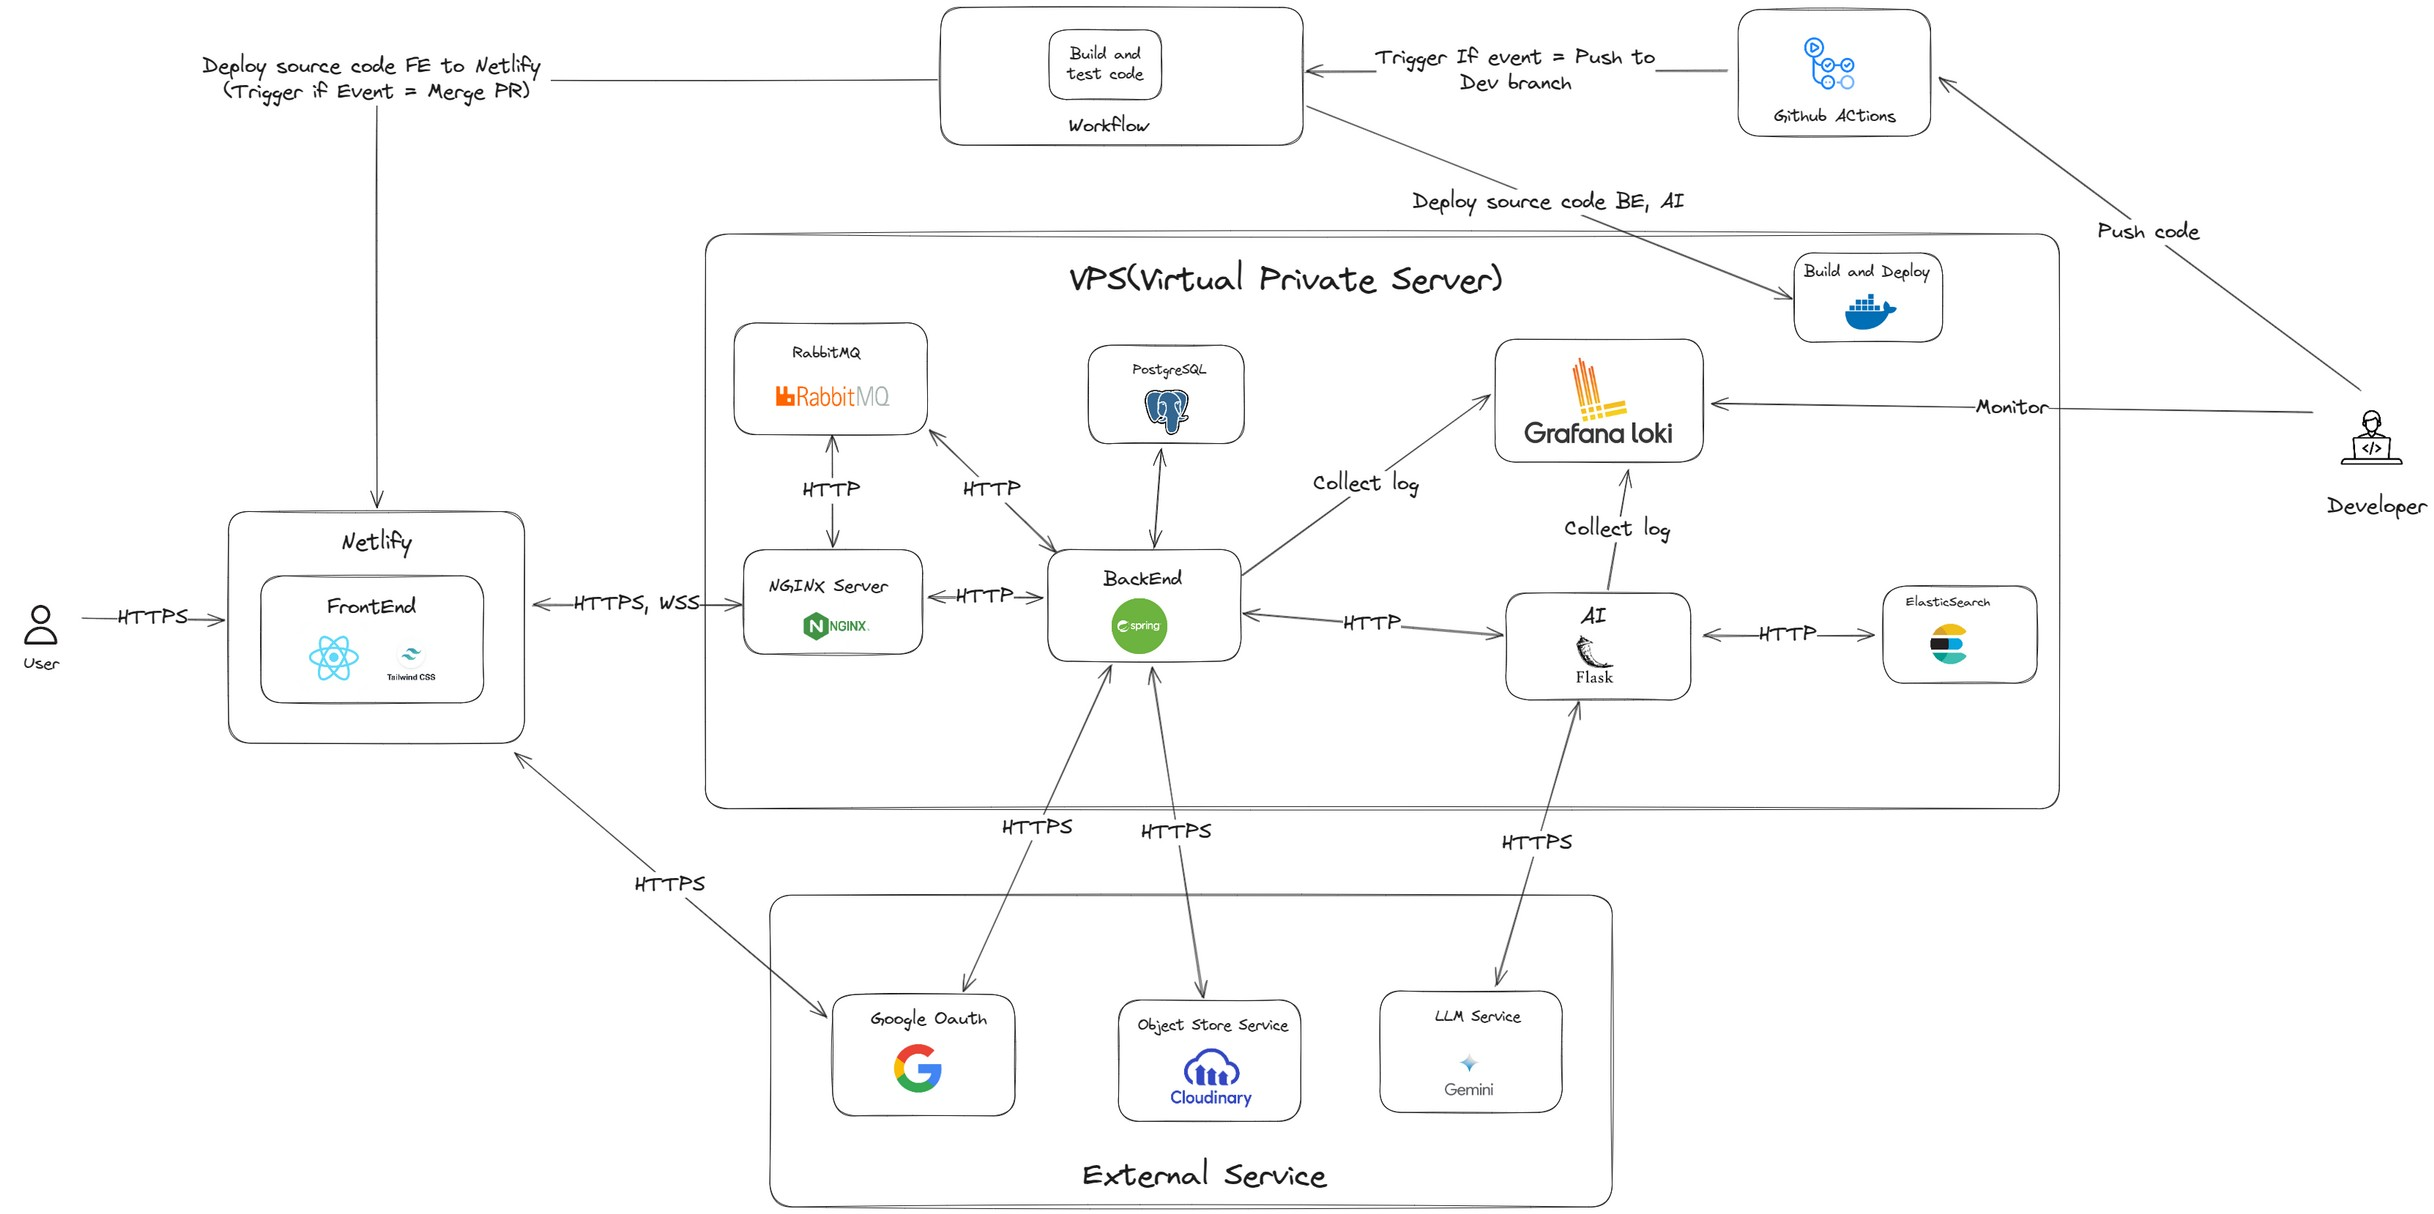 Build and
test code
Workflow
Trigger If event = Push to
Dev branch
Github ACtions
Deploy source code FE to Netlify
(Trigger if Event = Merge PR)
Deploy source code BE, AI
Push code
VPS(Virtual Private Server)
Build and Deploy
RabbitMQ
RabbitMQ
PostgreSQL
Grafana loki
Monitor
Developer
HTTP
HTTP
Collect log
Collect log
Netlify
FrontEnd
Tailwind CSS
User
HTTPS
HTTPS, WSS
NGINX Server
NGINX.
HTTP
BackEnd
spring
HTTP
AI
Flask
HTTP
ElasticSearch
HTTPS
HTTPS
HTTPS
HTTPS
Google Oauth
Object Store Service
Cloudinary
LLM Service
Gemini
External Service